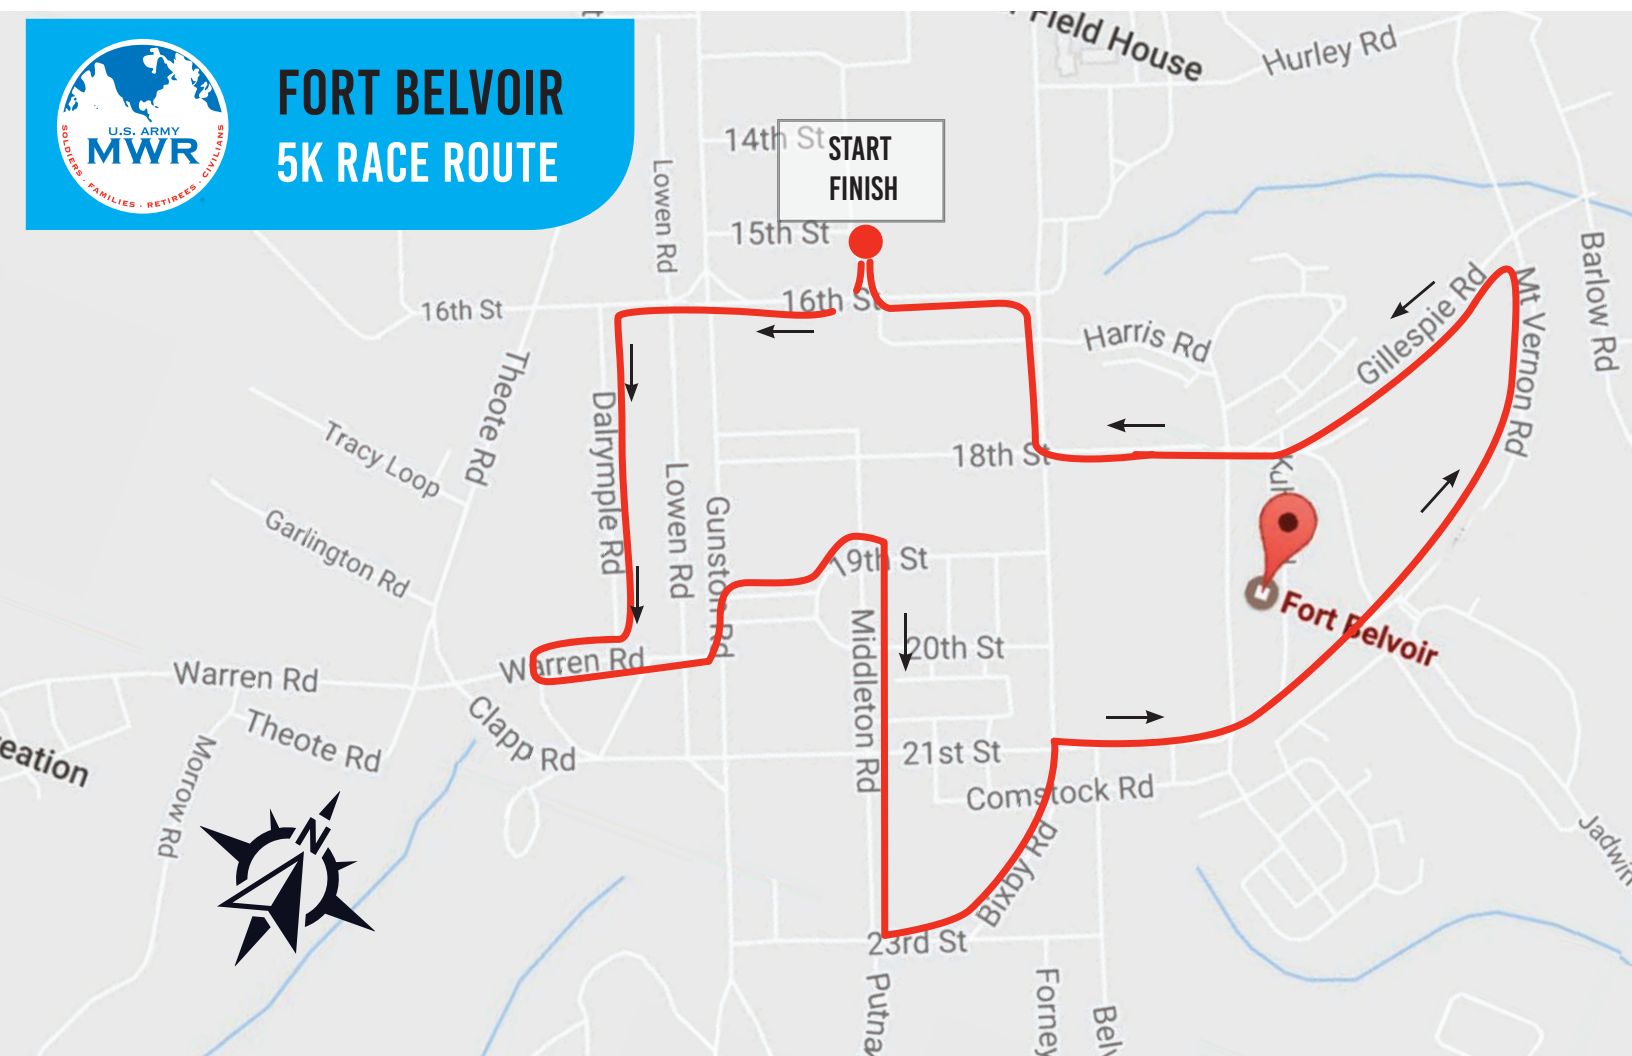 FORT BELVOIR
5K RACE ROUTE
U.S. ARMY
MWR
SOLDIERS · FAMILIES · RETIREES · CIVILIANS
Field House
Hurley Rd
14th St
START
FINISH
15th St
Lowen Rd
16th St
16th St
Barlow Rd
Mt Vernon Rd
Gillespie Rd
Harris Rd
Theote Rd
Dalrymple Rd
Tracy Loop
18th St
Lowen Rd
Gunston Rd
Garlington Rd
19th St
Fort Belvoir
Middleton Rd
20th St
Warren Rd
Warren Rd
Clapp Rd
Theote Rd
21st St
Comstock Rd
eation
Morrow Rd
N
Bixby Rd
Jadwin
23rd St
Putna
Forney
Belv